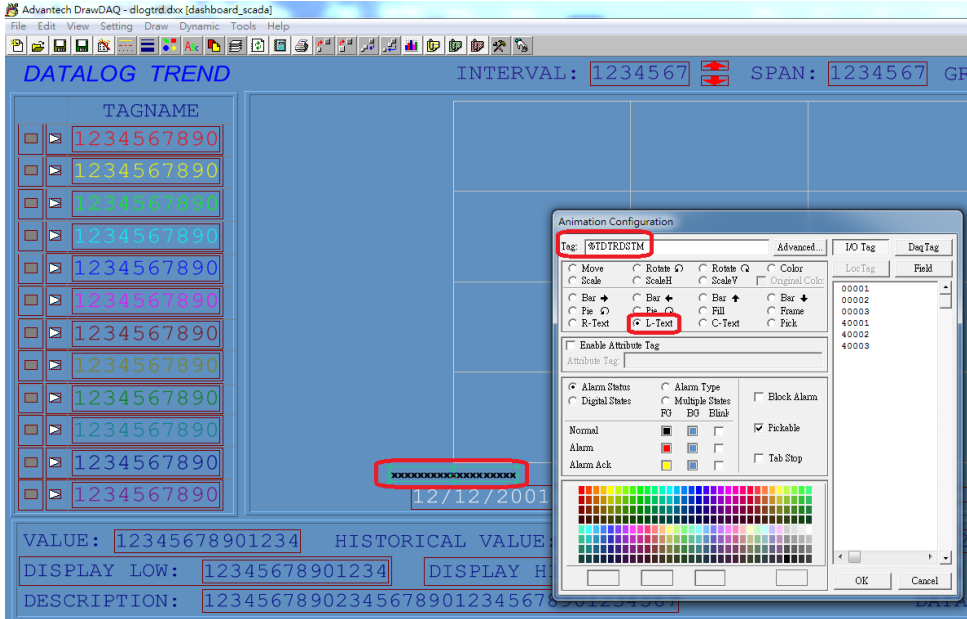 Advantech DrawDAQ - dlogtrd.dxx [dashboard_scada]
File Edit View Setting Draw Dynamic Tools Help
DATALOG TREND INTERVAL: 1234567 SPAN: 1234567 GR
TAGNAME
1234567890
1234567890
1234567890
1234567890
1234567890
1234567890
1234567890
1234567890
1234567890
1234567890
1234567890
1234567890
xxxxxxxxxxxxxxxxxxxx
12/12/2001
VALUE: 12345678901234 HISTORICAL VALUE:
DISPLAY LOW: 12345678901234 DISPLAY HI
DESCRIPTION: 12345678902345678901234567
DATA
Animation Configuration
Tag: %TDTRDSTM Advanced... I/O Tag DaqTag
LocTag Field
Move Rotate Rotate Color
Scale ScaleH ScaleV Original Color
Bar Bar Bar Bar
Pie Pie Fill Frame
R-Text L-Text C-Text Pick
Enable Attribute Tag
Attribute Tag:
Alarm Status Alarm Type
Digital States Multiple States
FG BG Blink
Normal
Alarm
Alarm Ack
Block Alarm
Pickable
Tab Stop
00001
00002
00003
40001
40002
40003
OK Cancel